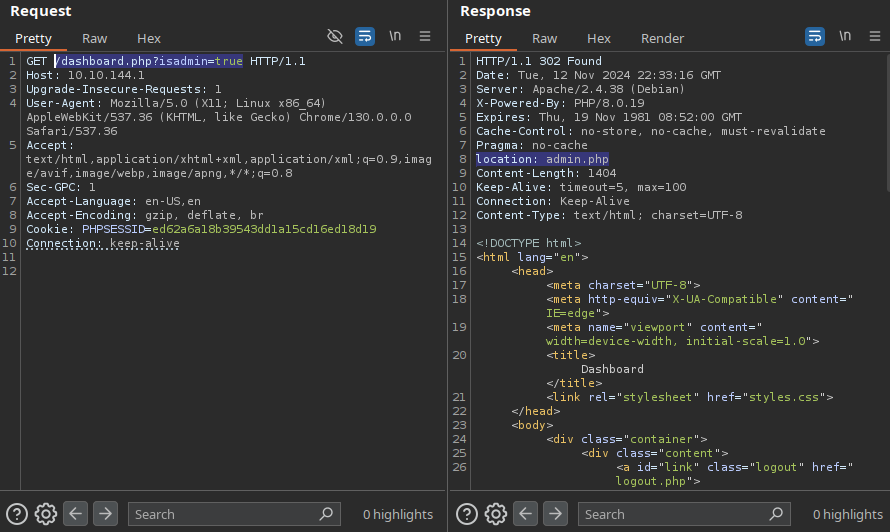 Request
Pretty Raw Hex \n
1 GET /dashboard.php?isadmin=true HTTP/1.1
2 Host: 10.10.144.1
3 Upgrade-Insecure-Requests: 1
4 User-Agent: Mozilla/5.0 (X11; Linux x86_64)
AppleWebKit/537.36 (KHTML, like Gecko) Chrome/130.0.0.0
Safari/537.36
5 Accept:
text/html,application/xhtml+xml,application/xml;q=0.9,imag
e/avif,image/webp,image/apng,*/*;q=0.8
6 Sec-GPC: 1
7 Accept-Language: en-US,en
8 Accept-Encoding: gzip, deflate, br
9 Cookie: PHPSESSID=ed62a6a18b39543dd1a15cd16ed18d19
10 Connection: keep-alive
11
12
Search 0 highlights
Response
Pretty Raw Hex Render \n
1 HTTP/1.1 302 Found
2 Date: Tue, 12 Nov 2024 22:33:16 GMT
3 Server: Apache/2.4.38 (Debian)
4 X-Powered-By: PHP/8.0.19
5 Expires: Thu, 19 Nov 1981 08:52:00 GMT
6 Cache-Control: no-store, no-cache, must-revalidate
7 Pragma: no-cache
8 location: admin.php
9 Content-Length: 1404
10 Keep-Alive: timeout=5, max=100
11 Connection: Keep-Alive
12 Content-Type: text/html; charset=UTF-8
13
14 <!DOCTYPE html>
15 <html lang="en">
16 <head>
17 <meta charset="UTF-8">
18 <meta http-equiv="X-UA-Compatible" content="
IE=edge">
19 <meta name="viewport" content="
width=device-width, initial-scale=1.0">
20 <title>
Dashboard
</title>
21 <link rel="stylesheet" href="styles.css">
22 </head>
23 <body>
24 <div class="container">
25 <div class="content">
26 <a id="link" class="logout" href="
logout.php">
Search 0 highlights